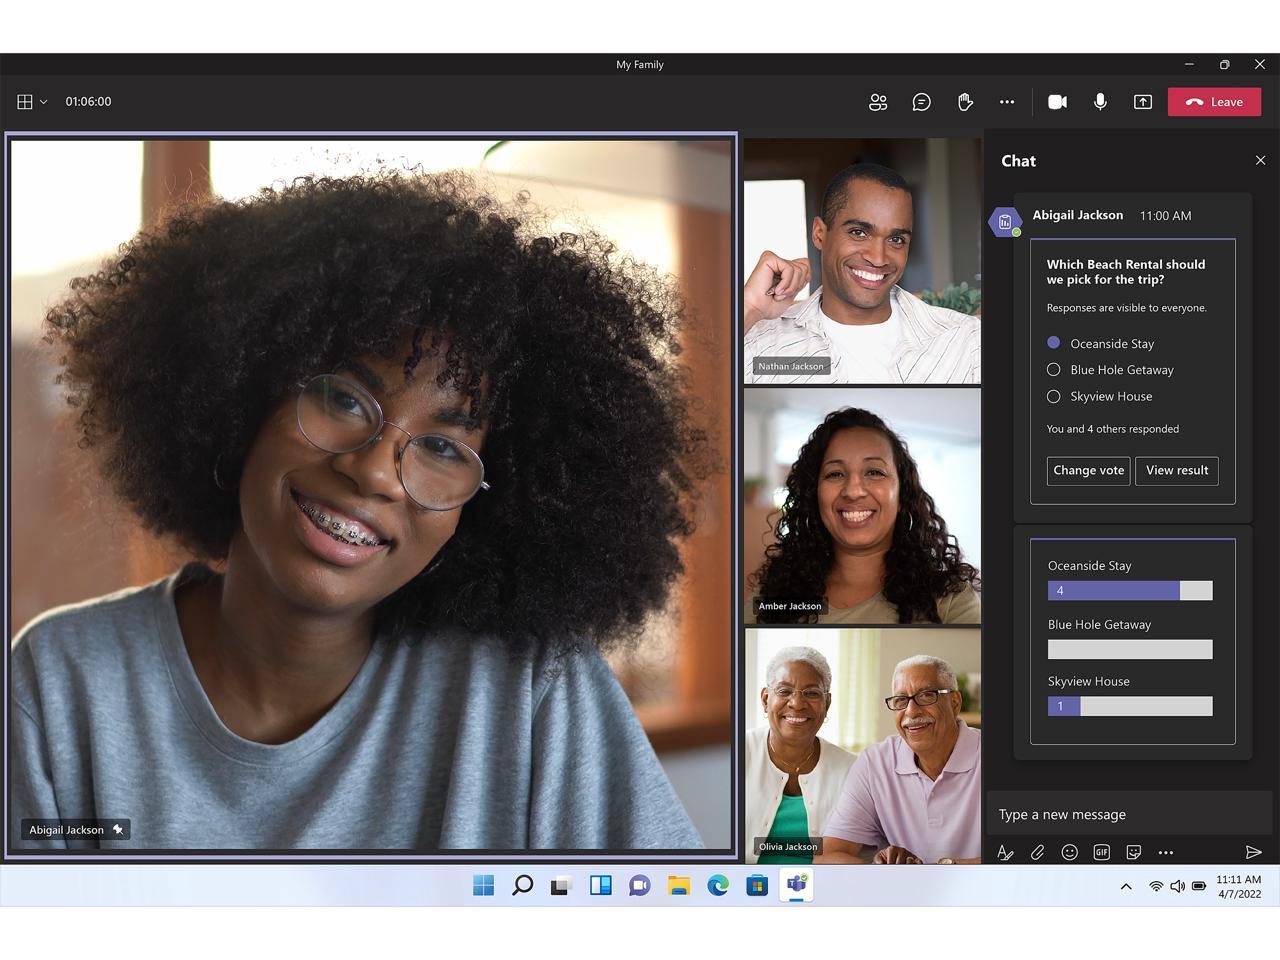 My Family
01:06:00
Leave
Abigail Jackson
Nathan Jackson
Amber Jackson
Olivia Jackson
Chat
Abigail Jackson 11:00 AM
Which Beach Rental should
we pick for the trip?
Responses are visible to everyone.
Oceanside Stay
Blue Hole Getaway
Skyview House
You and 4 others responded
Change vote View result
Oceanside Stay
4
Blue Hole Getaway
Skyview House
1
Type a new message
GIF
11:11 AM
4/7/2022